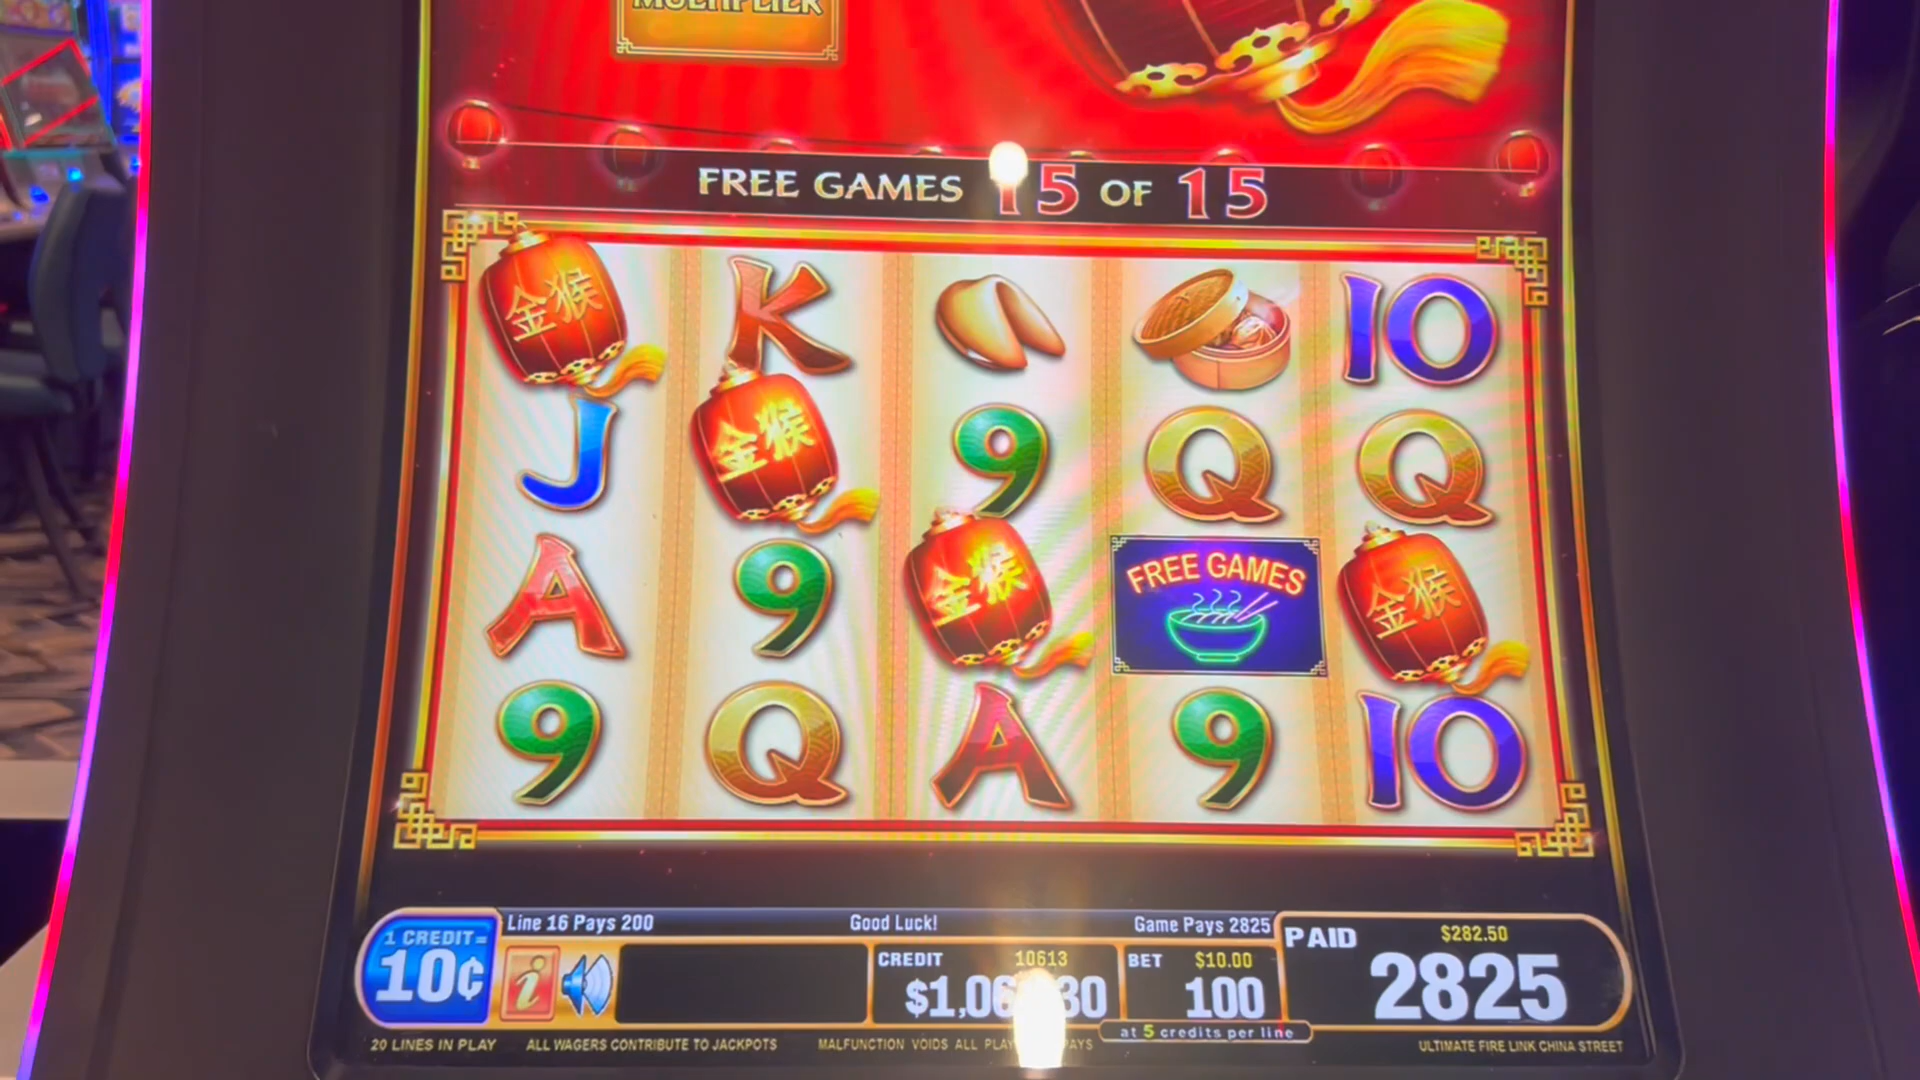 MULTIPLIER
FREE GAMES 15 OF 15
金猴 K 10
J 金猴 9 Q Q
A 9 金猴 FREE GAMES 金猴
9 Q A 9 10
Line 16 Pays 200 Good Luck! Game Pays 2825
1 CREDIT=
10¢
CREDIT 10613
BET $10.00
100
at 5 credits per line
PAID $282.50
2825
20 LINES IN PLAY ALL WAGERS CONTRIBUTE TO JACKPOTS MALFUNCTION VOIDS ALL ULTIMATE FIRE LINK CHINA STREET